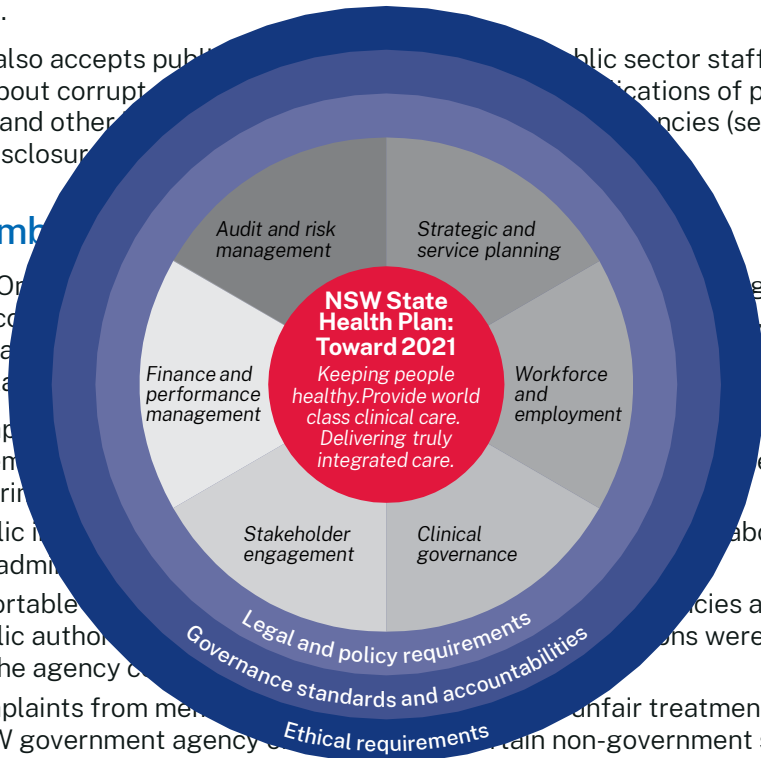 also accepts publ blic sector staff
bout corrupt ications of p
and other ncies (se
sclosur
mb
Audit and risk
management
Strategic and
service planning
NSW State
Health Plan:
Toward 2021
Keeping people
healthy.Provide world
class clinical care.
Delivering truly
integrated care.
Finance and
performance
management
Workforce
and
employment
Stakeholder
engagement
Clinical
governance
lic i abo
admi
ortable cies a
lic author ons were
he agency c
Legal and policy requirements
Governance standards and accountabilities
Ethical requirements
plaints from me unfair treatmen
W government agency tain non-government s